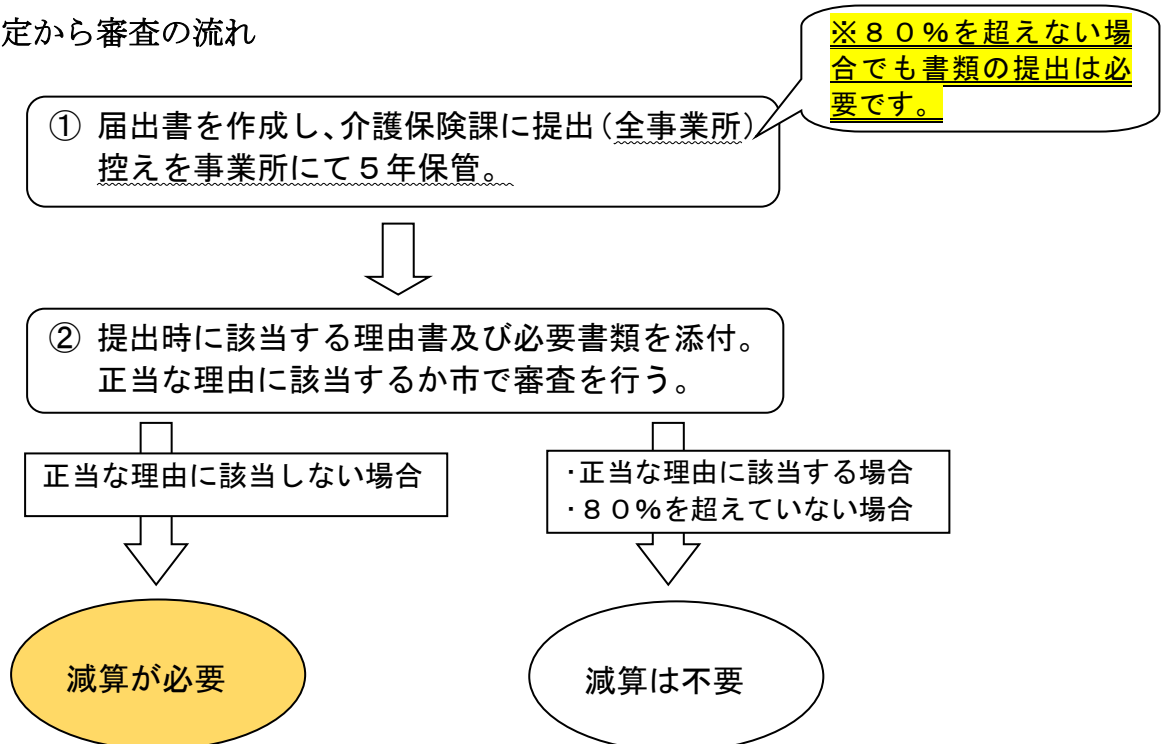 定から審査の流れ
※８０％を超えない場
合でも書類の提出は必
要です。
① 届出書を作成し、介護保険課に提出（全事業所）
控えを事業所にて５年保管。
② 提出時に該当する理由書及び必要書類を添付。
正当な理由に該当するか市で審査を行う。
正当な理由に該当しない場合
・正当な理由に該当する場合
・８０％を超えていない場合
減算が必要
減算は不要